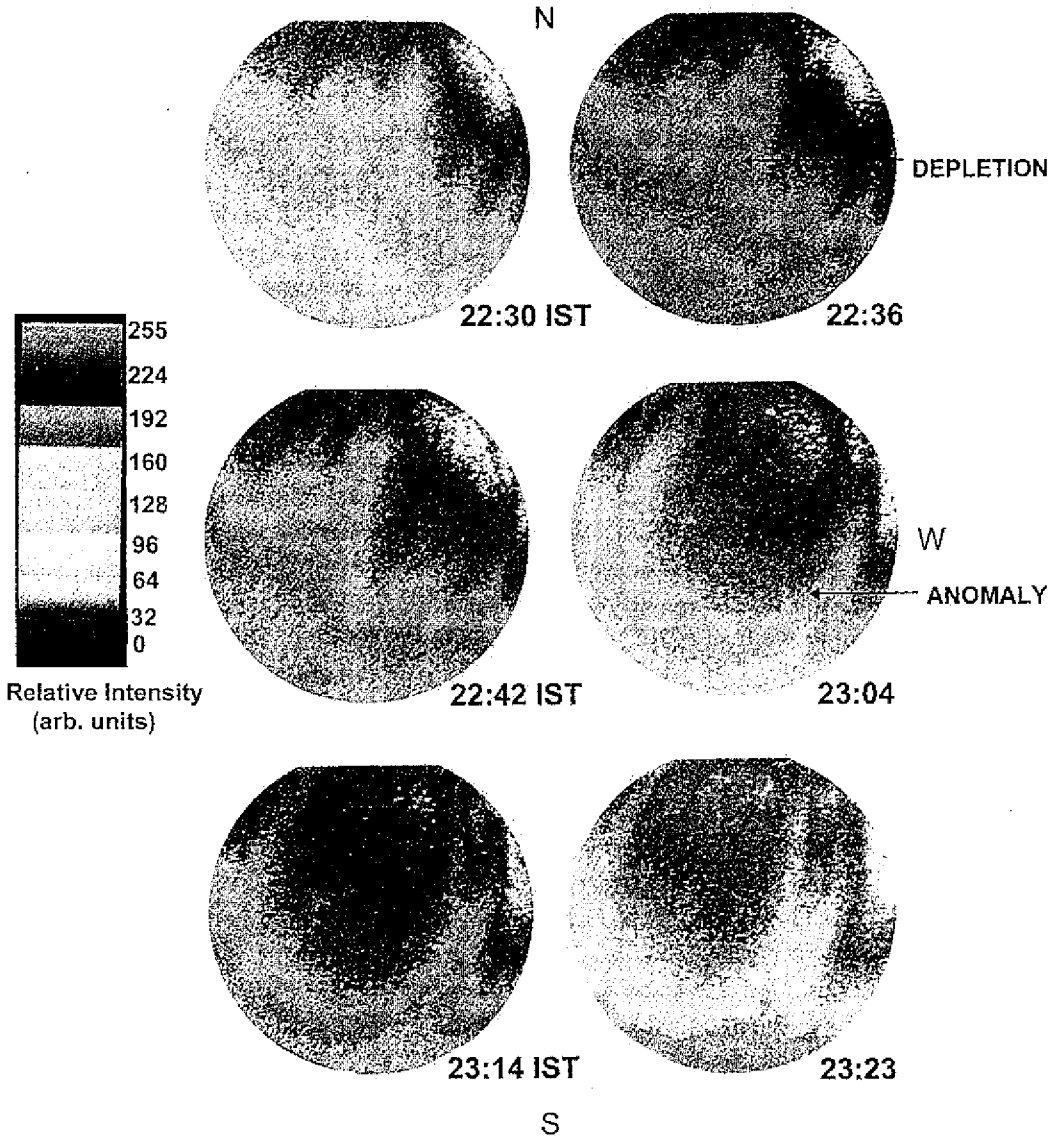 N
DEPLETION
22:30 IST
22:36
255
224
192
160
128
96
64
32
0
Relative Intensity
(arb. units)
W
ANOMALY
22:42 IST
23:04
23:14 IST
23:23
S